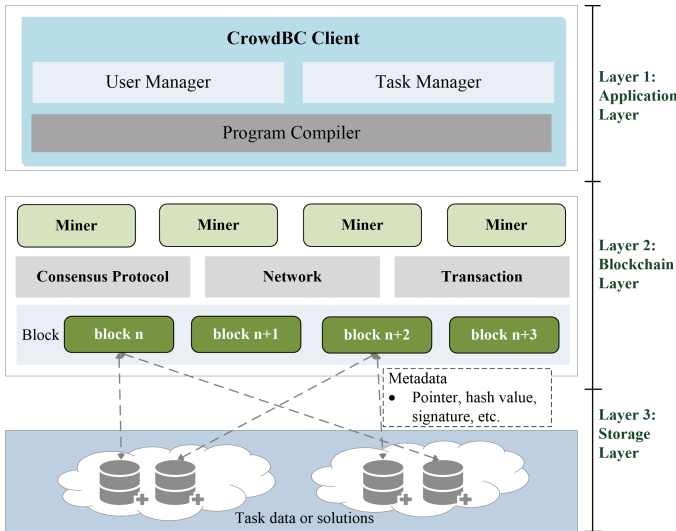 CrowdBC Client
User Manager
Task Manager
Program Compiler
Layer 1:
Application
Layer
Miner
Miner
Miner
Miner
Consensus Protocol
Network
Transaction
Block
block n
block n+1
block n+2
block n+3
Layer 2:
Blockchain
Layer
Metadata
● Pointer, hash value,
signature, etc.
Layer 3:
Storage
Layer
Task data or solutions